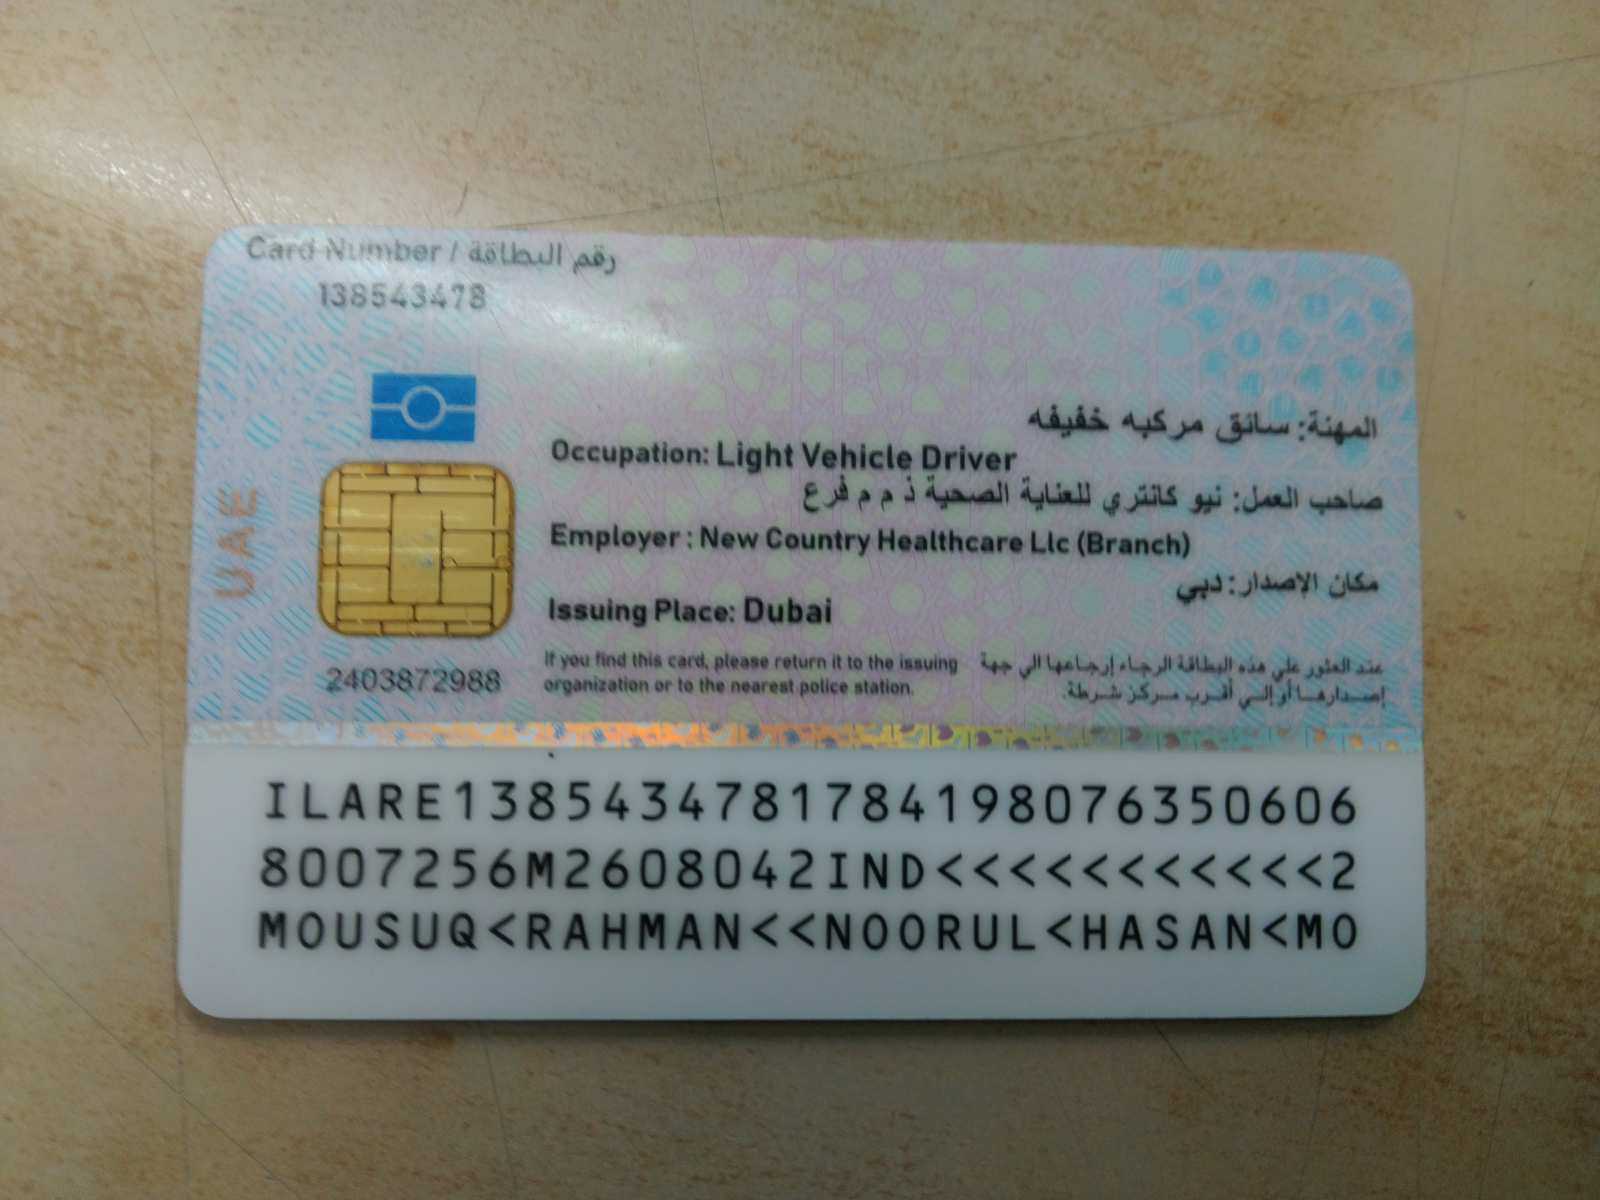 Card Number / رقم البطاقة
138543478
المهنة: سائق مركبه خفيفه
Occupation: Light Vehicle Driver
صاحب العمل: نيو كانتري للعناية الصحية ذ م م فرع
Employer : New Country Healthcare Llc (Branch)
مكان الإصدار: دبي
Issuing Place: Dubai
UAE
2403872988
If you find this card, please return it to the issuing
organization or to the nearest police station.
عند العثور علي هذه البطاقة الرجاء إرجاعها الي جهة
إصدارها أو إلي أقرب مركز شرطة.
ILARE1385434781784198076350606
8007256M2608042IND<<<<<<<<<<<2
MOUSUQ<RAHMAN<<NOORUL<HASAN<MO